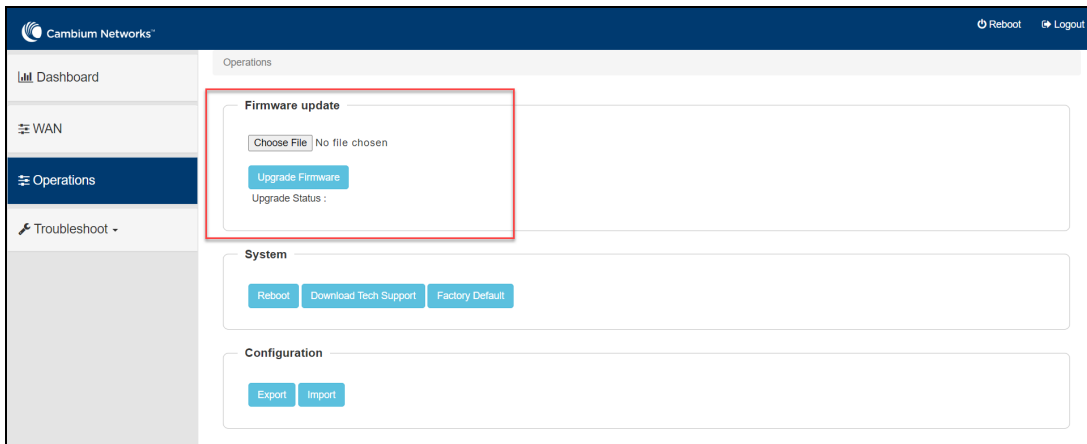 Cambium Networks™
Reboot Logout
Dashboard
WAN
Operations
Troubleshoot
Operations
Firmware update
Choose File No file chosen
Upgrade Firmware
Upgrade Status :
System
Reboot Download Tech Support Factory Default
Configuration
Export Import